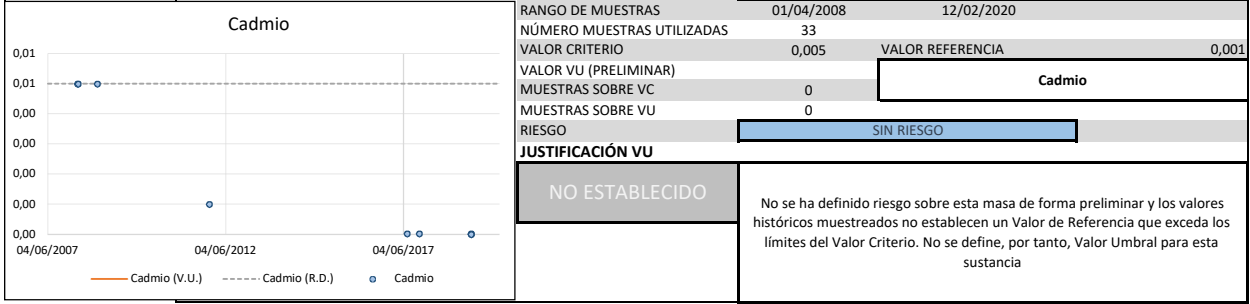 Cadmio
0,01
0,01
0,00
0,00
0,00
0,00
0,00
04/06/2007 04/06/2012 04/06/2017
Cadmio (V.U.) Cadmio (R.D.) Cadmio
RANGO DE MUESTRAS 01/04/2008 12/02/2020
NÚMERO MUESTRAS UTILIZADAS 33
VALOR CRITERIO 0,005 VALOR REFERENCIA 0,001
VALOR VU (PRELIMINAR)
Cadmio
MUESTRAS SOBRE VC 0
MUESTRAS SOBRE VU 0
RIESGO SIN RIESGO
JUSTIFICACIÓN VU
NO ESTABLECIDO
No se ha definido riesgo sobre esta masa de forma preliminar y los valores
históricos muestreados no establecen un Valor de Referencia que exceda los
límites del Valor Criterio. No se define, por tanto, Valor Umbral para esta
sustancia